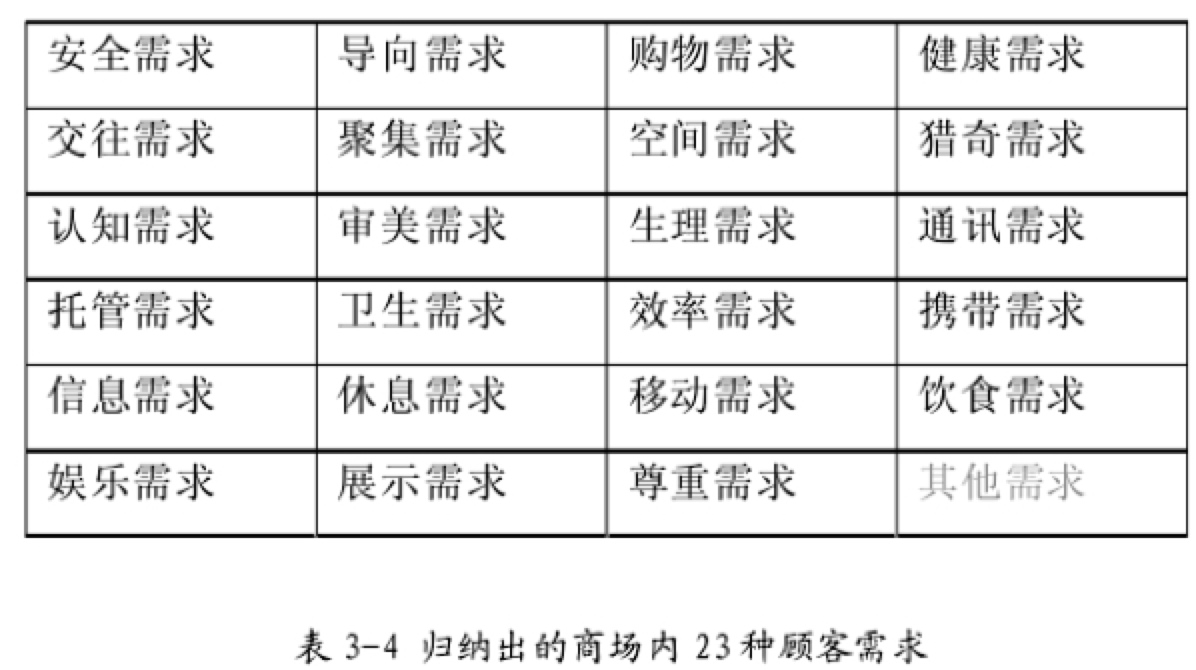 安全需求 导向需求 购物需求 健康需求
交往需求 聚集需求 空间需求 猎奇需求
认知需求 审美需求 生理需求 通讯需求
托管需求 卫生需求 效率需求 携带需求
信息需求 休息需求 移动需求 饮食需求
娱乐需求 展示需求 尊重需求 其他需求
表 3-4 归纳出的商场内 23种顾客需求